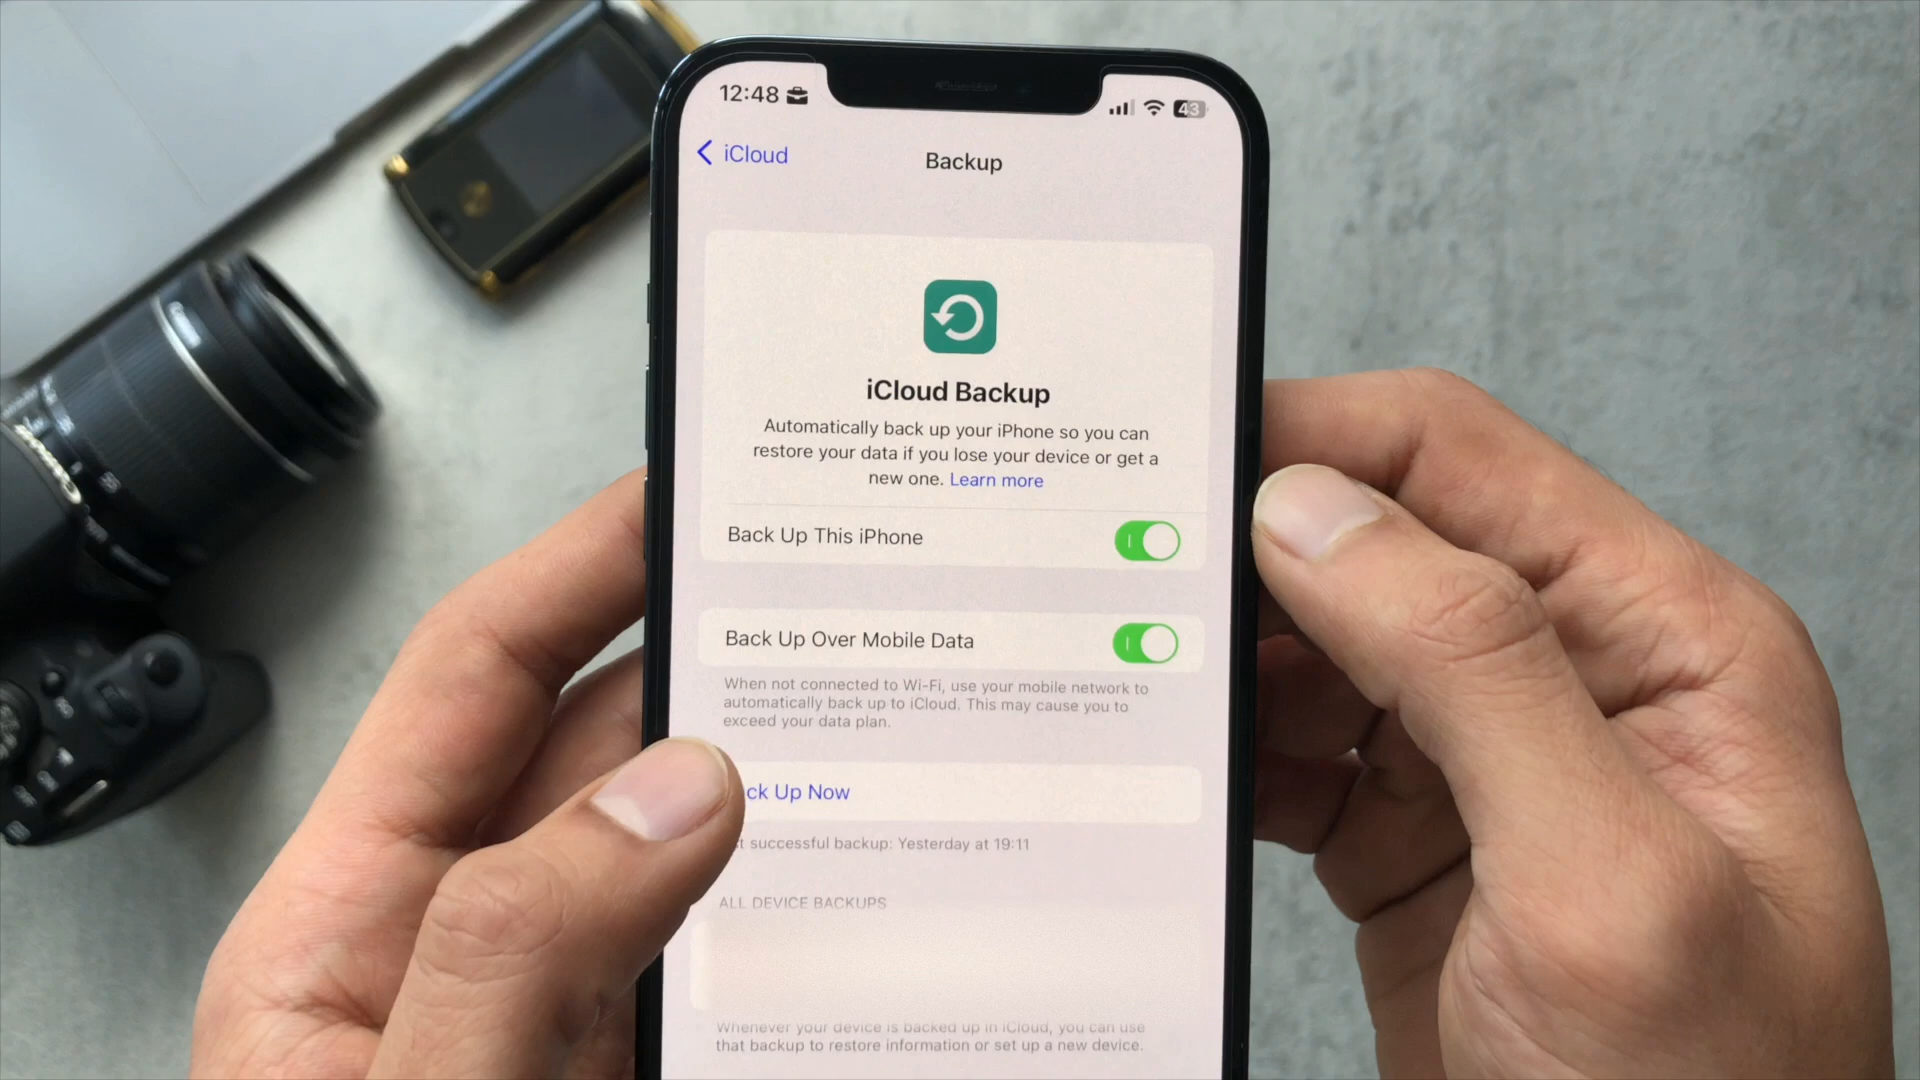 12:48
43
iCloud
Backup
iCloud Backup
Automatically back up your iPhone so you can
restore your data if you lose your device or get a
new one. Learn more
Back Up This iPhone
Back Up Over Mobile Data
When not connected to Wi-Fi, use your mobile network to
automatically back up to iCloud. This may cause you to
exceed your data plan.
ck Up Now
st successful backup: Yesterday at 19:11
ALL DEVICE BACKUPS
Whenever your device is backed up in iCloud, you can use
that backup to restore information or set up a new device.
Canon